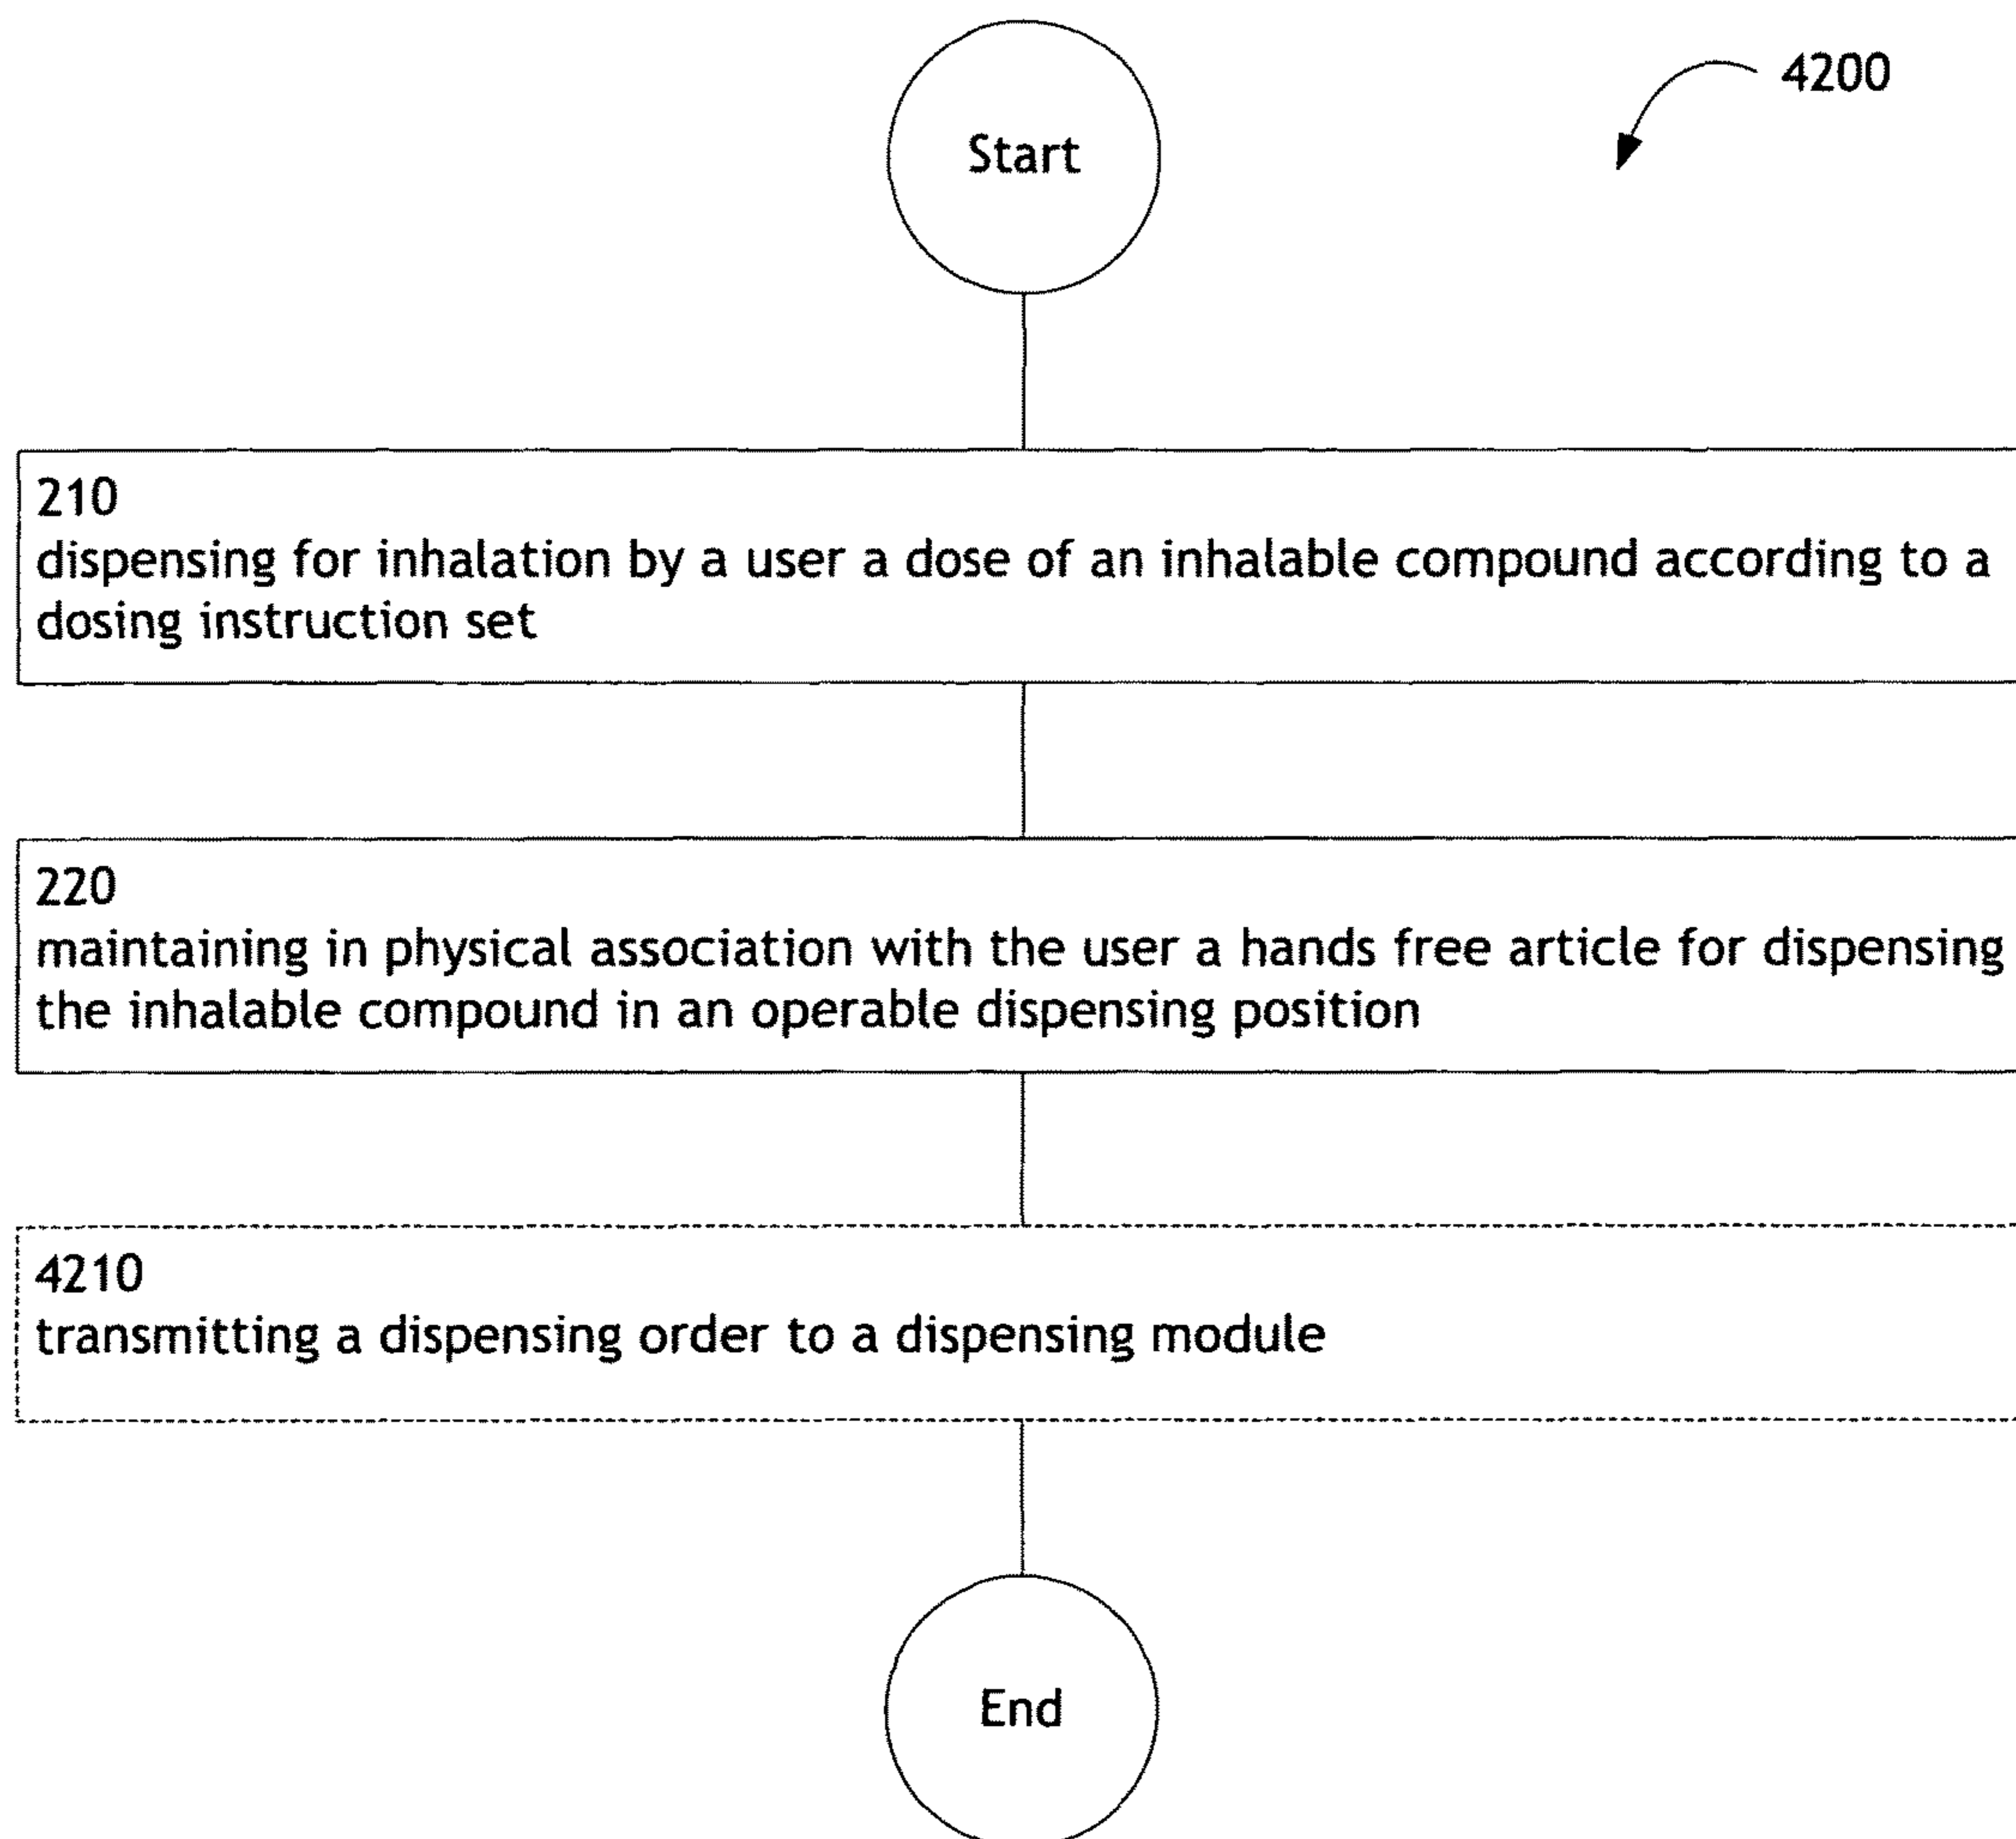 4200
Start
210
dispensing for inhalation by a user a dose of an inhalable compound according to a
dosing instruction set
220
maintaining in physical association with the user a hands free article for dispensing
the inhalable compound in an operable dispensing position
4210
transmitting a dispensing order to a dispensing module
End